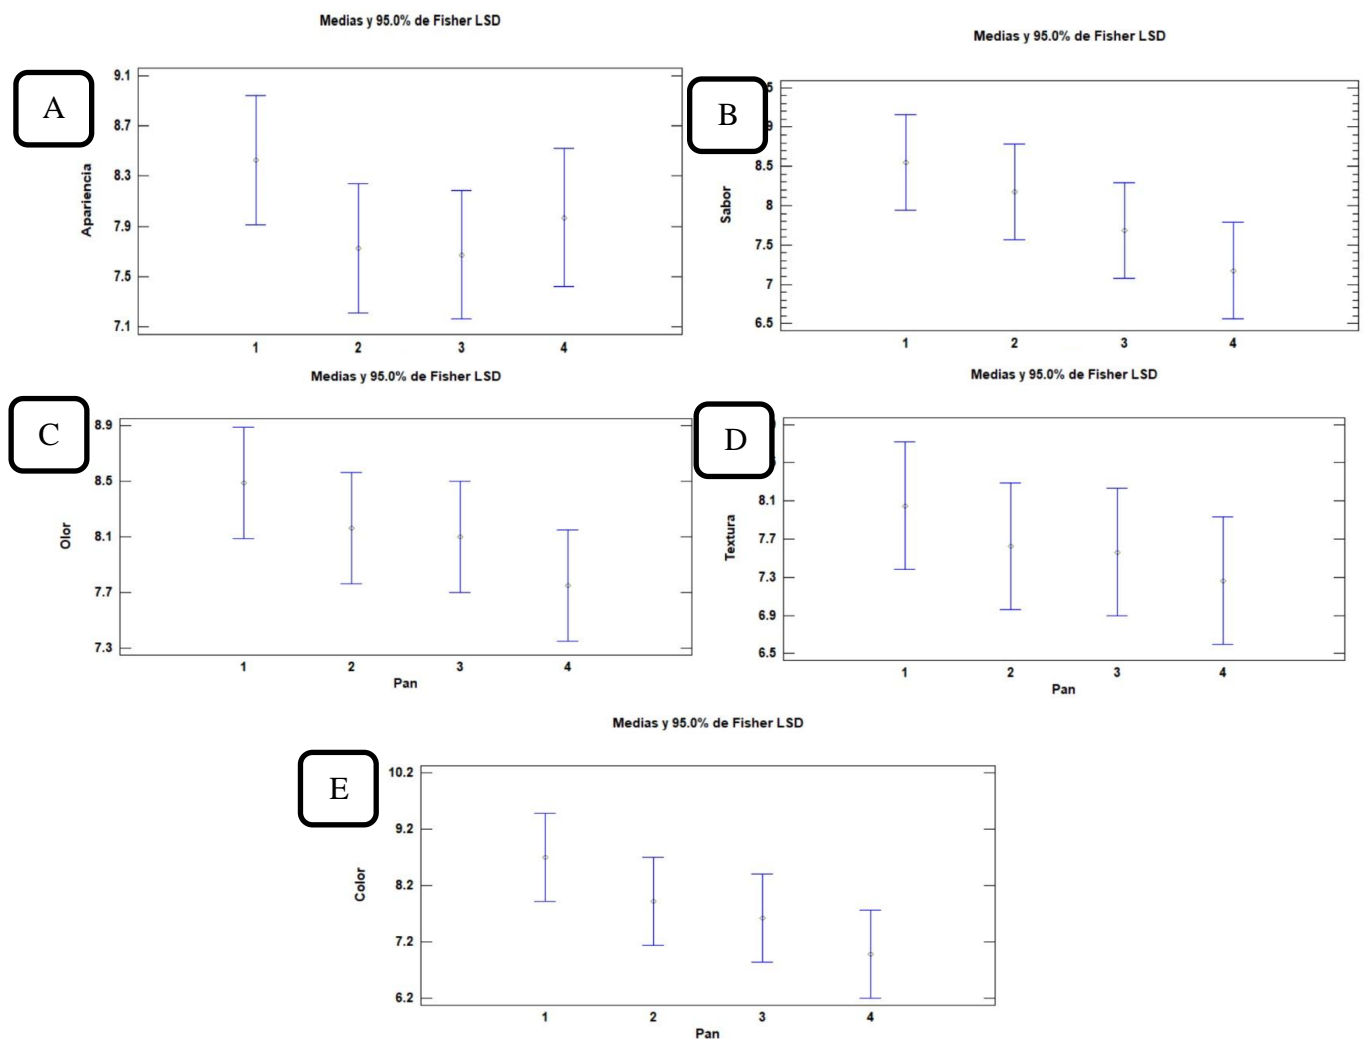 Medias y 95.0% de Fisher LSD
A
Apariencia
9.1
8.7
8.3
7.9
7.5
7.1
1 2 3 4
Medias y 95.0% de Fisher LSD
B
Sabor
8.5
8
7.5
7
6.5
1 2 3 4
Medias y 95.0% de Fisher LSD
C
Olor
8.9
8.5
8.1
7.7
7.3
1 2 3 4
Pan
Medias y 95.0% de Fisher LSD
D
Textura
8.1
7.7
7.3
6.9
6.5
1 2 3 4
Pan
Medias y 95.0% de Fisher LSD
E
Color
10.2
9.2
8.2
7.2
6.2
1 2 3 4
Pan